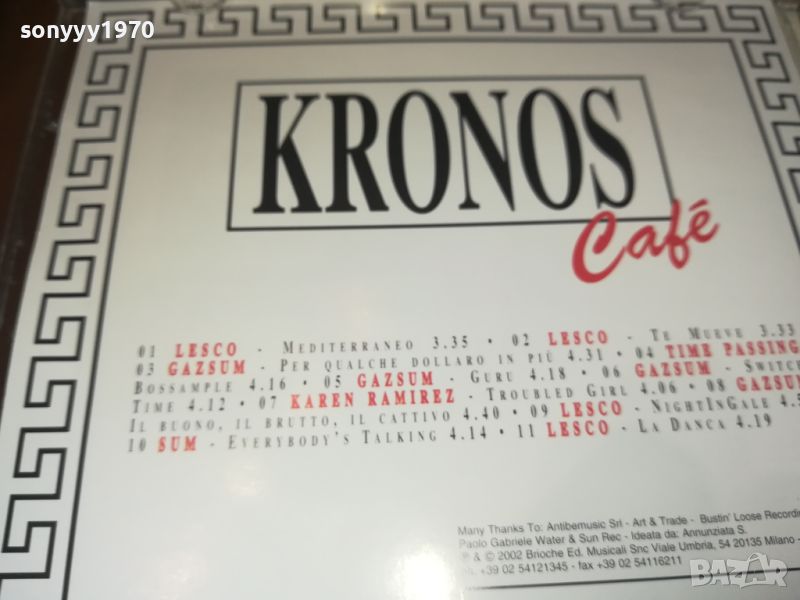 sonyyy1970
KRONOS
Café
01 LESCO - MEDITERRANEO 3.35 • 02 LESCO - TE MUEVE 3.33
03 GAZSUM - PER QUALCHE DOLLARO IN PIÙ 4.31 • 04 TIME PASSING
BOSSAMPLE 4.16 • 05 GAZSUM - GURU 4.18 • 06 GAZSUM - SWITCH
TIME 4.12 • 07 KAREN RAMIREZ - TROUBLED GIRL 4.06 • 08 GAZSUM
IL BUONO, IL BRUTTO, IL CATTIVO 4.40 • 09 LESCO - NIGHTINGALE
10 SUM - EVERYBODY'S TALKING 4.14 • 11 LESCO - LA DANCA 4.19
Many Thanks To: Antibemusic Srl - Art & Trade - Bustin' Loose Recording
Paolo Gabriele Water & Sun Rec - Ideata da: Annunziata S.
℗ & © 2002 Brioche Ed. Musicali Snc Viale Umbria, 54 20135 Milano -
+39 02 54121345 - fax +39 02 54116211
BAZAR